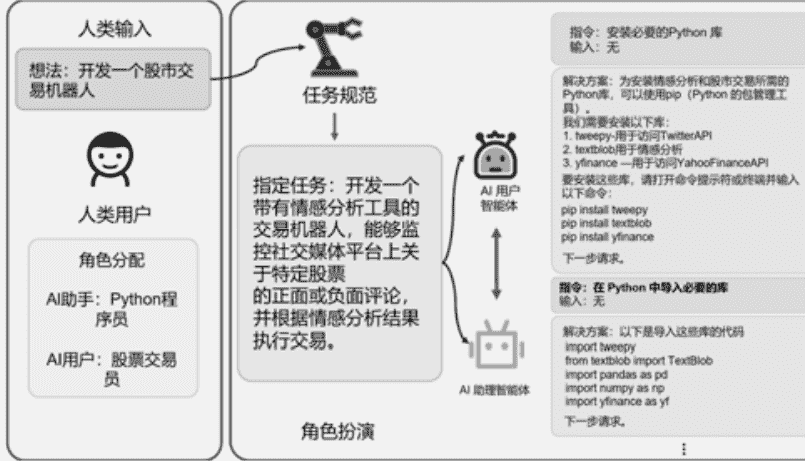 人类输入
想法：开发一个股市交
易机器人
人类用户
角色分配
AI助手：Python程
序员
AI用户：股票交易
员
任务规范
指定任务：开发一个
带有情感分析工具的
交易机器人，能够监
控社交媒体平台上关
于特定股票
的正面或负面评论，
并根据情感分析结果
执行交易。
角色扮演
AI 用户
智能体
AI 助理智能体
指令：安装必要的Python 库
输入：无
解决方案：为安装情感分析和股市交易所需的
Python库，可以使用pip（Python 的包管理工
具）。
我们需要安装以下库：
1. tweepy-用于访问TwitterAPI
2. textblob用于情感分析
3. yfinance —用于访问YahooFinanceAPI
要安装这些库，请打开命令提示符或终端并输入
以下命令：
pip install tweepy
pip install textblob
pip install yfinance
下一步请求。
指令：在 Python 中导入必要的库
输入：无
解决方案：以下是导入这些库的代码
import tweepy
from textblob import TextBlob
import pandas as pd
import numpy as np
import yfinance as yf
下一步请求。
⋮